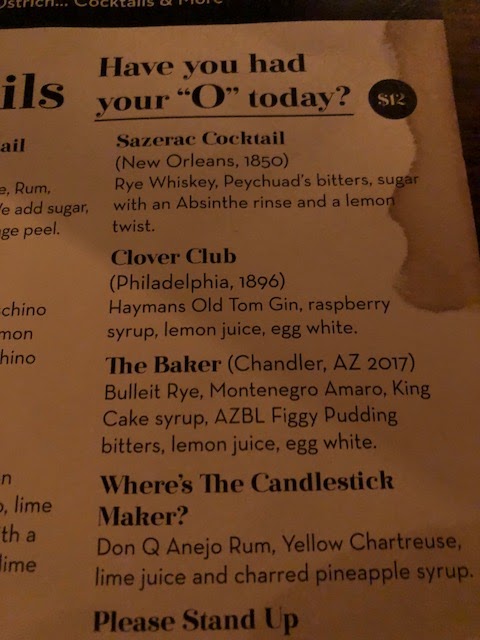 Ostrich... Cocktails & More
Have you had
your “O” today?
$12
Sazerac Cocktail
(New Orleans, 1850)
Rye Whiskey, Peychuad's bitters, sugar
with an Absinthe rinse and a lemon
twist.
Clover Club
(Philadelphia, 1896)
Haymans Old Tom Gin, raspberry
syrup, lemon juice, egg white.
The Baker (Chandler, AZ 2017)
Bulleit Rye, Montenegro Amaro, King
Cake syrup, AZBL Figgy Pudding
bitters, lemon juice, egg white.
Where's The Candlestick
Maker?
Don Q Anejo Rum, Yellow Chartreuse,
lime juice and charred pineapple syrup.
Please Stand Up
ils
ail
e, Rum,
e add sugar,
ge peel.
chino
mon
hino
n
o, lime
th a
lime